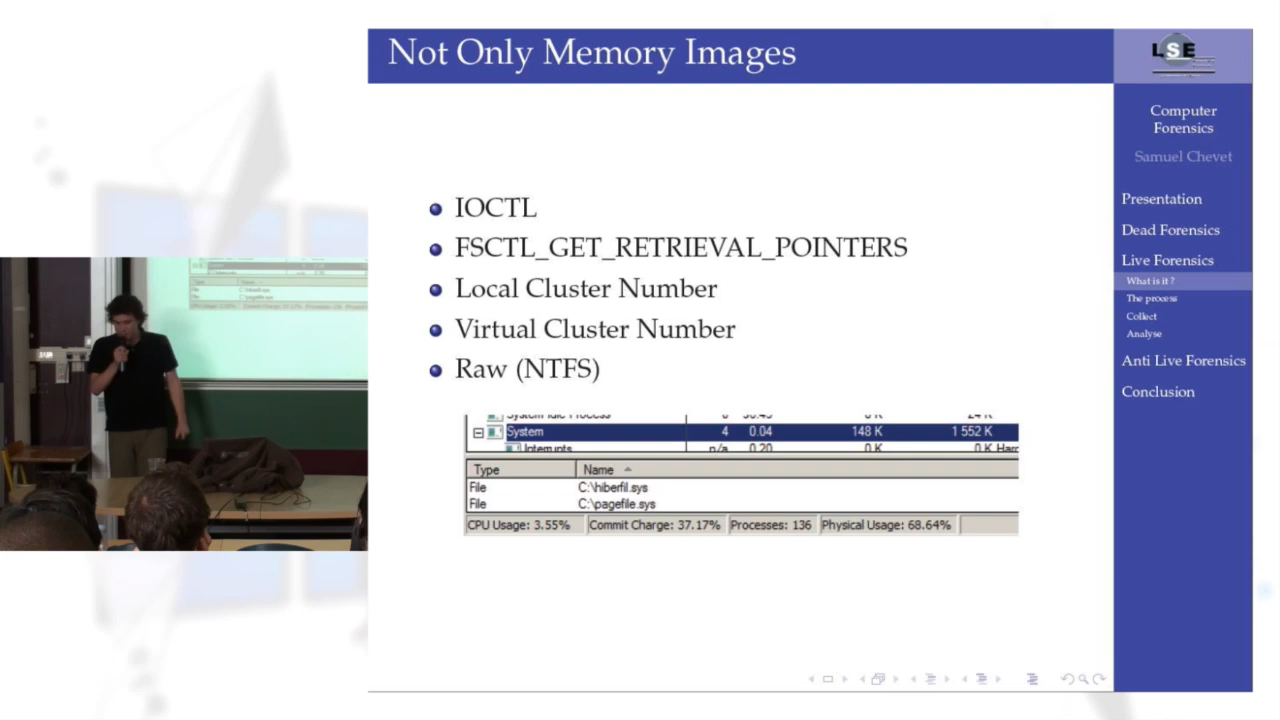 Not Only Memory Images
LSE
Computer
Forensics
Samuel Chevet
Presentation
Dead Forensics
Live Forensics
What is it ?
The process
Collect
Analyse
Anti Live Forensics
Conclusion
IOCTL
FSCTL_GET_RETRIEVAL_POINTERS
Local Cluster Number
Virtual Cluster Number
Raw (NTFS)
System Idle Process
System 4 0.04 148 K 1 552 K
Interrupts n/a 0.20 0 K 0 K Hard
Type Name
File C:\hiberfil.sys
File C:\pagefile.sys
CPU Usage: 3.55% Commit Charge: 37.17% Processes: 136 Physical Usage: 68.64%